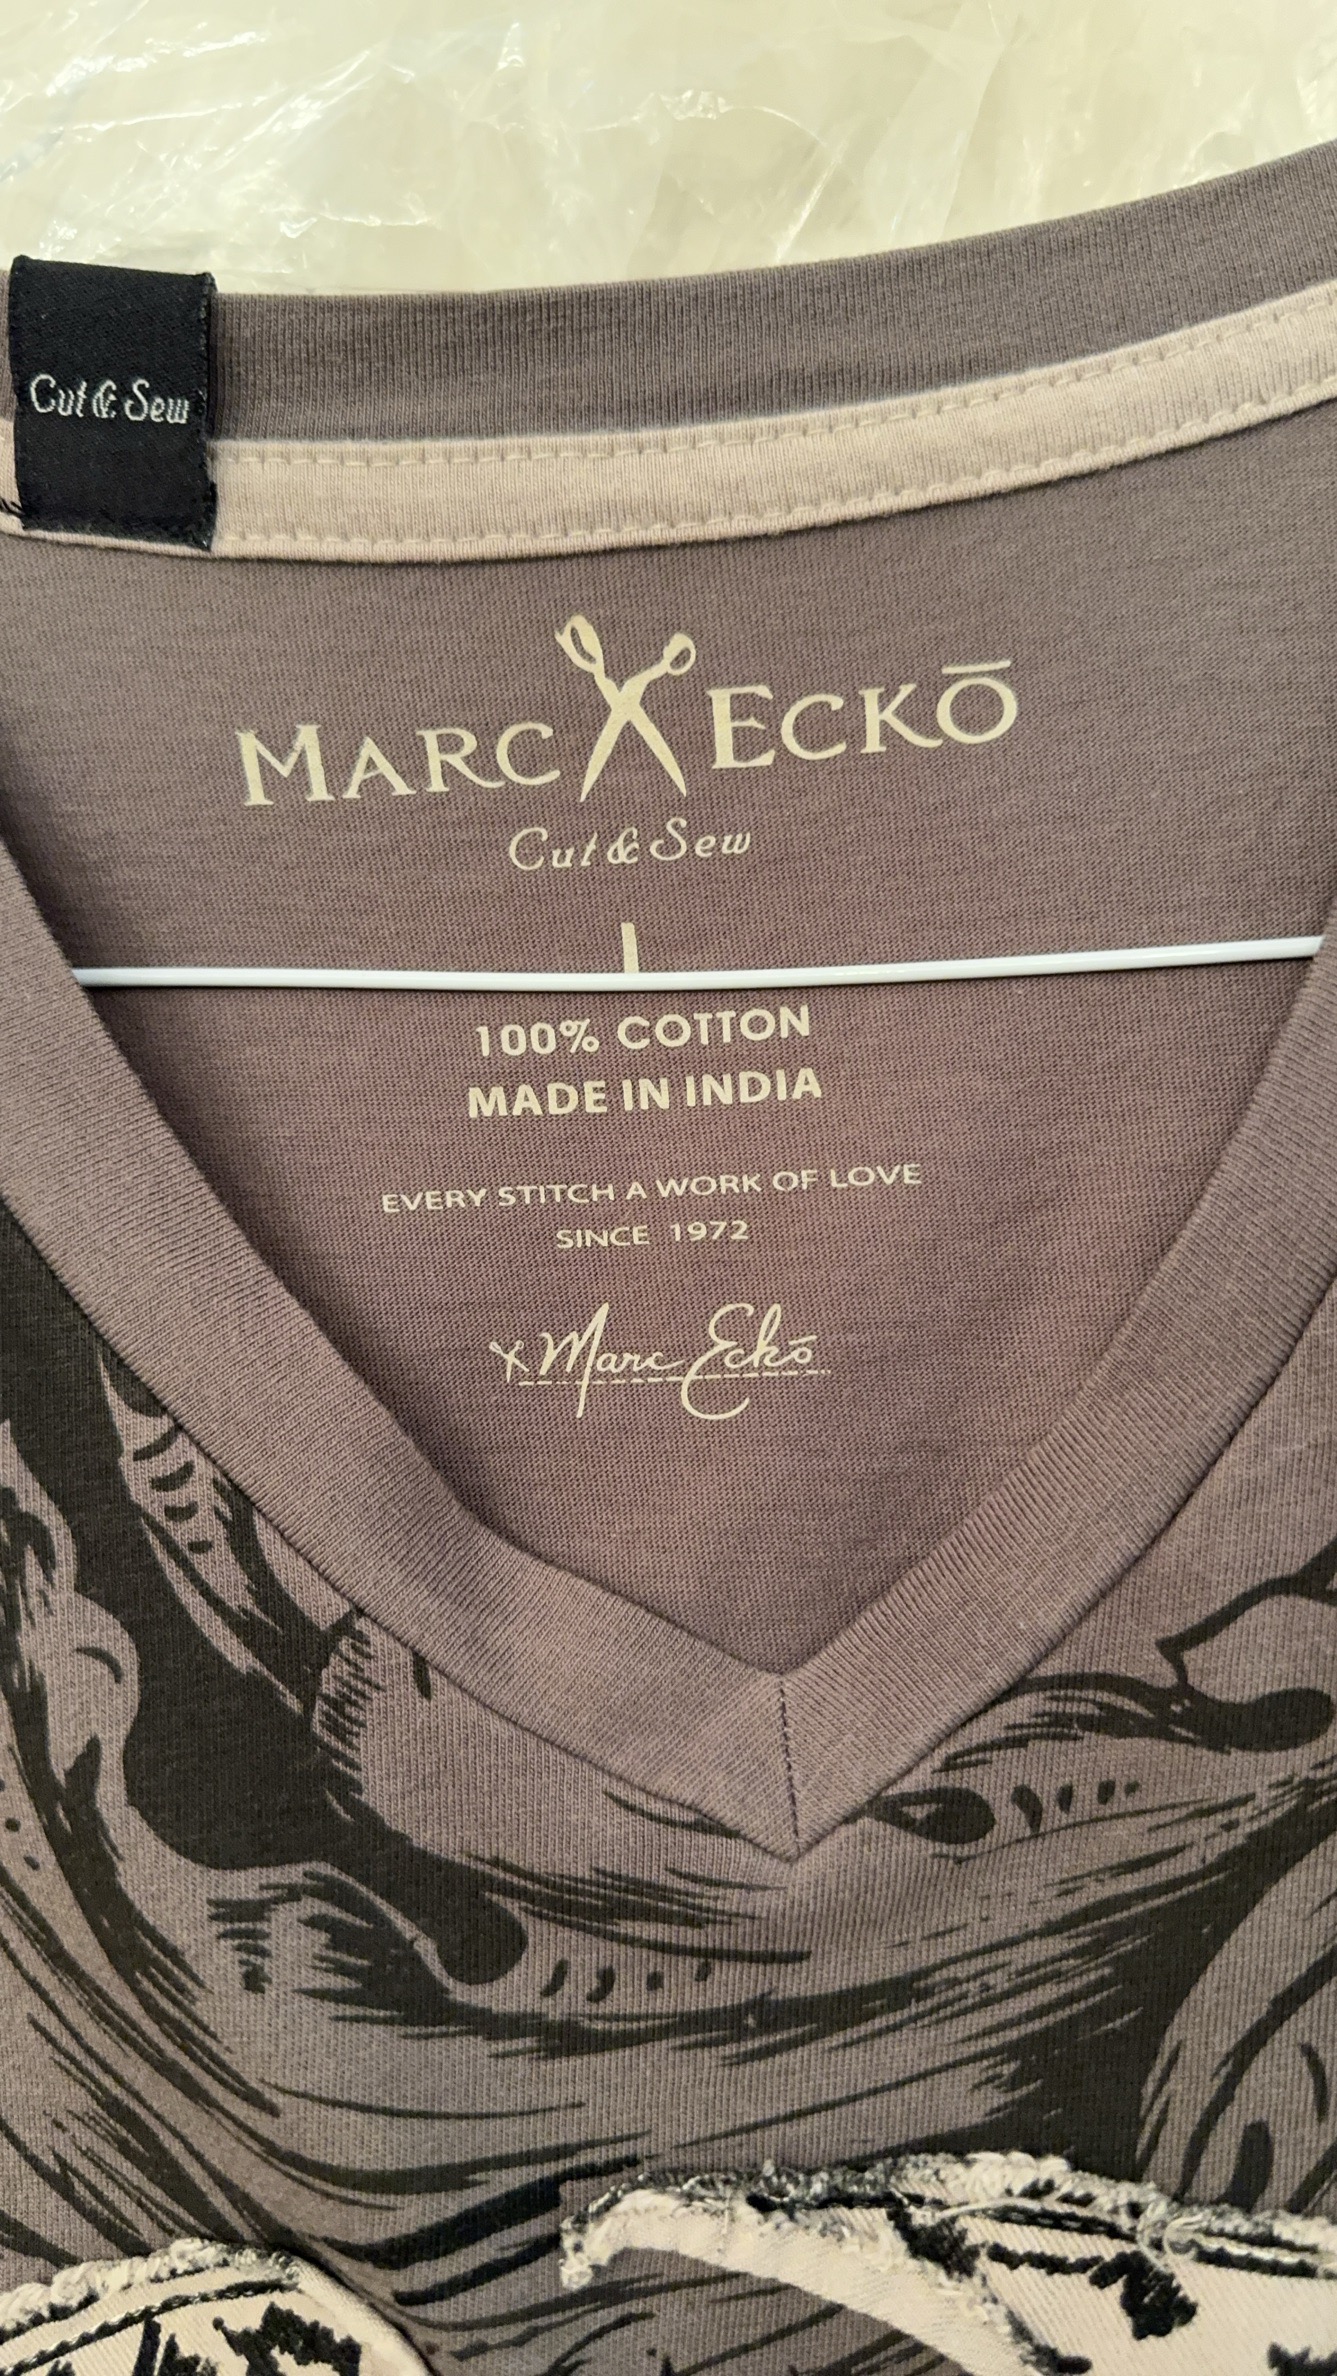 Cut & Sew
MARC ECKŌ
Cut & Sew
100% COTTON
MADE IN INDIA
EVERY STITCH A WORK OF LOVE
SINCE 1972
Marc Eckō